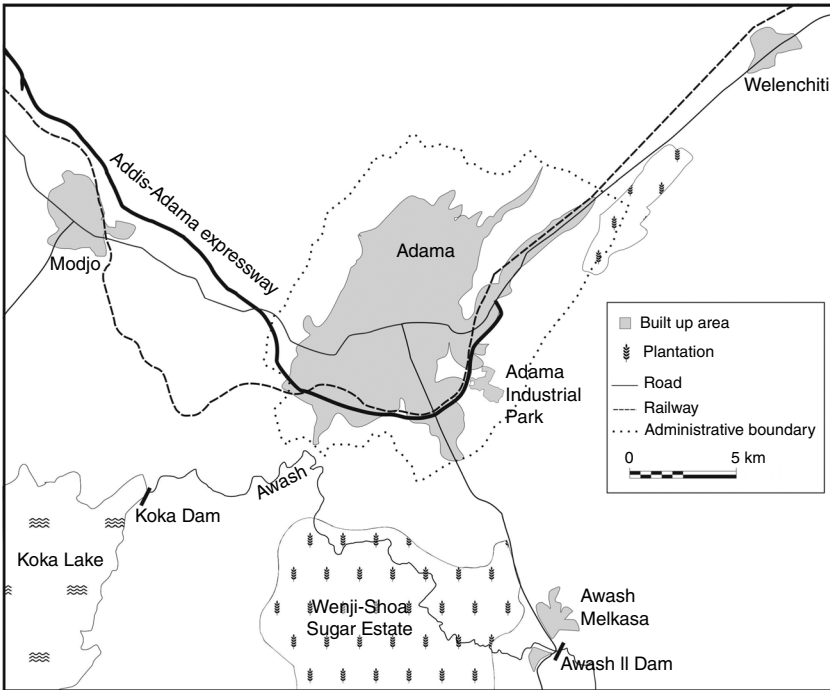 Welenchiti
Addis-Adama expressway
Adama
Modjo
Built up area
Plantation
Road
Railway
Administrative boundary
0 5 km
Adama
Industrial
Park
Awash
Koka Dam
Koka Lake
Wenji-Shoa
Sugar Estate
Awash
Melkasa
Awash II Dam